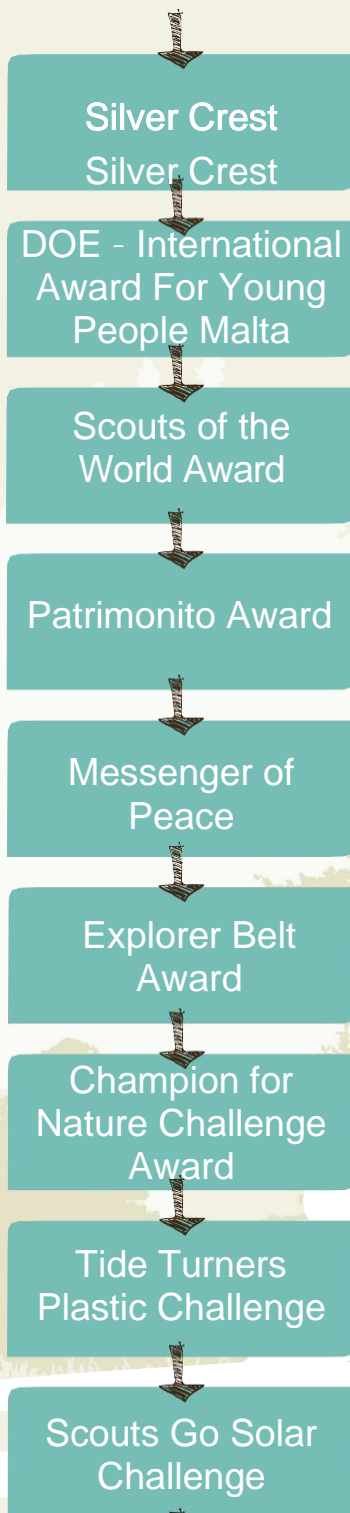 Silver Crest
Silver Crest
DOE - International
Award For Young
People Malta
Scouts of the
World Award
Patrimonito Award
Messenger of
Peace
Explorer Belt
Award
Champion for
Nature Challenge
Award
Tide Turners
Plastic Challenge
Scouts Go Solar
Challenge